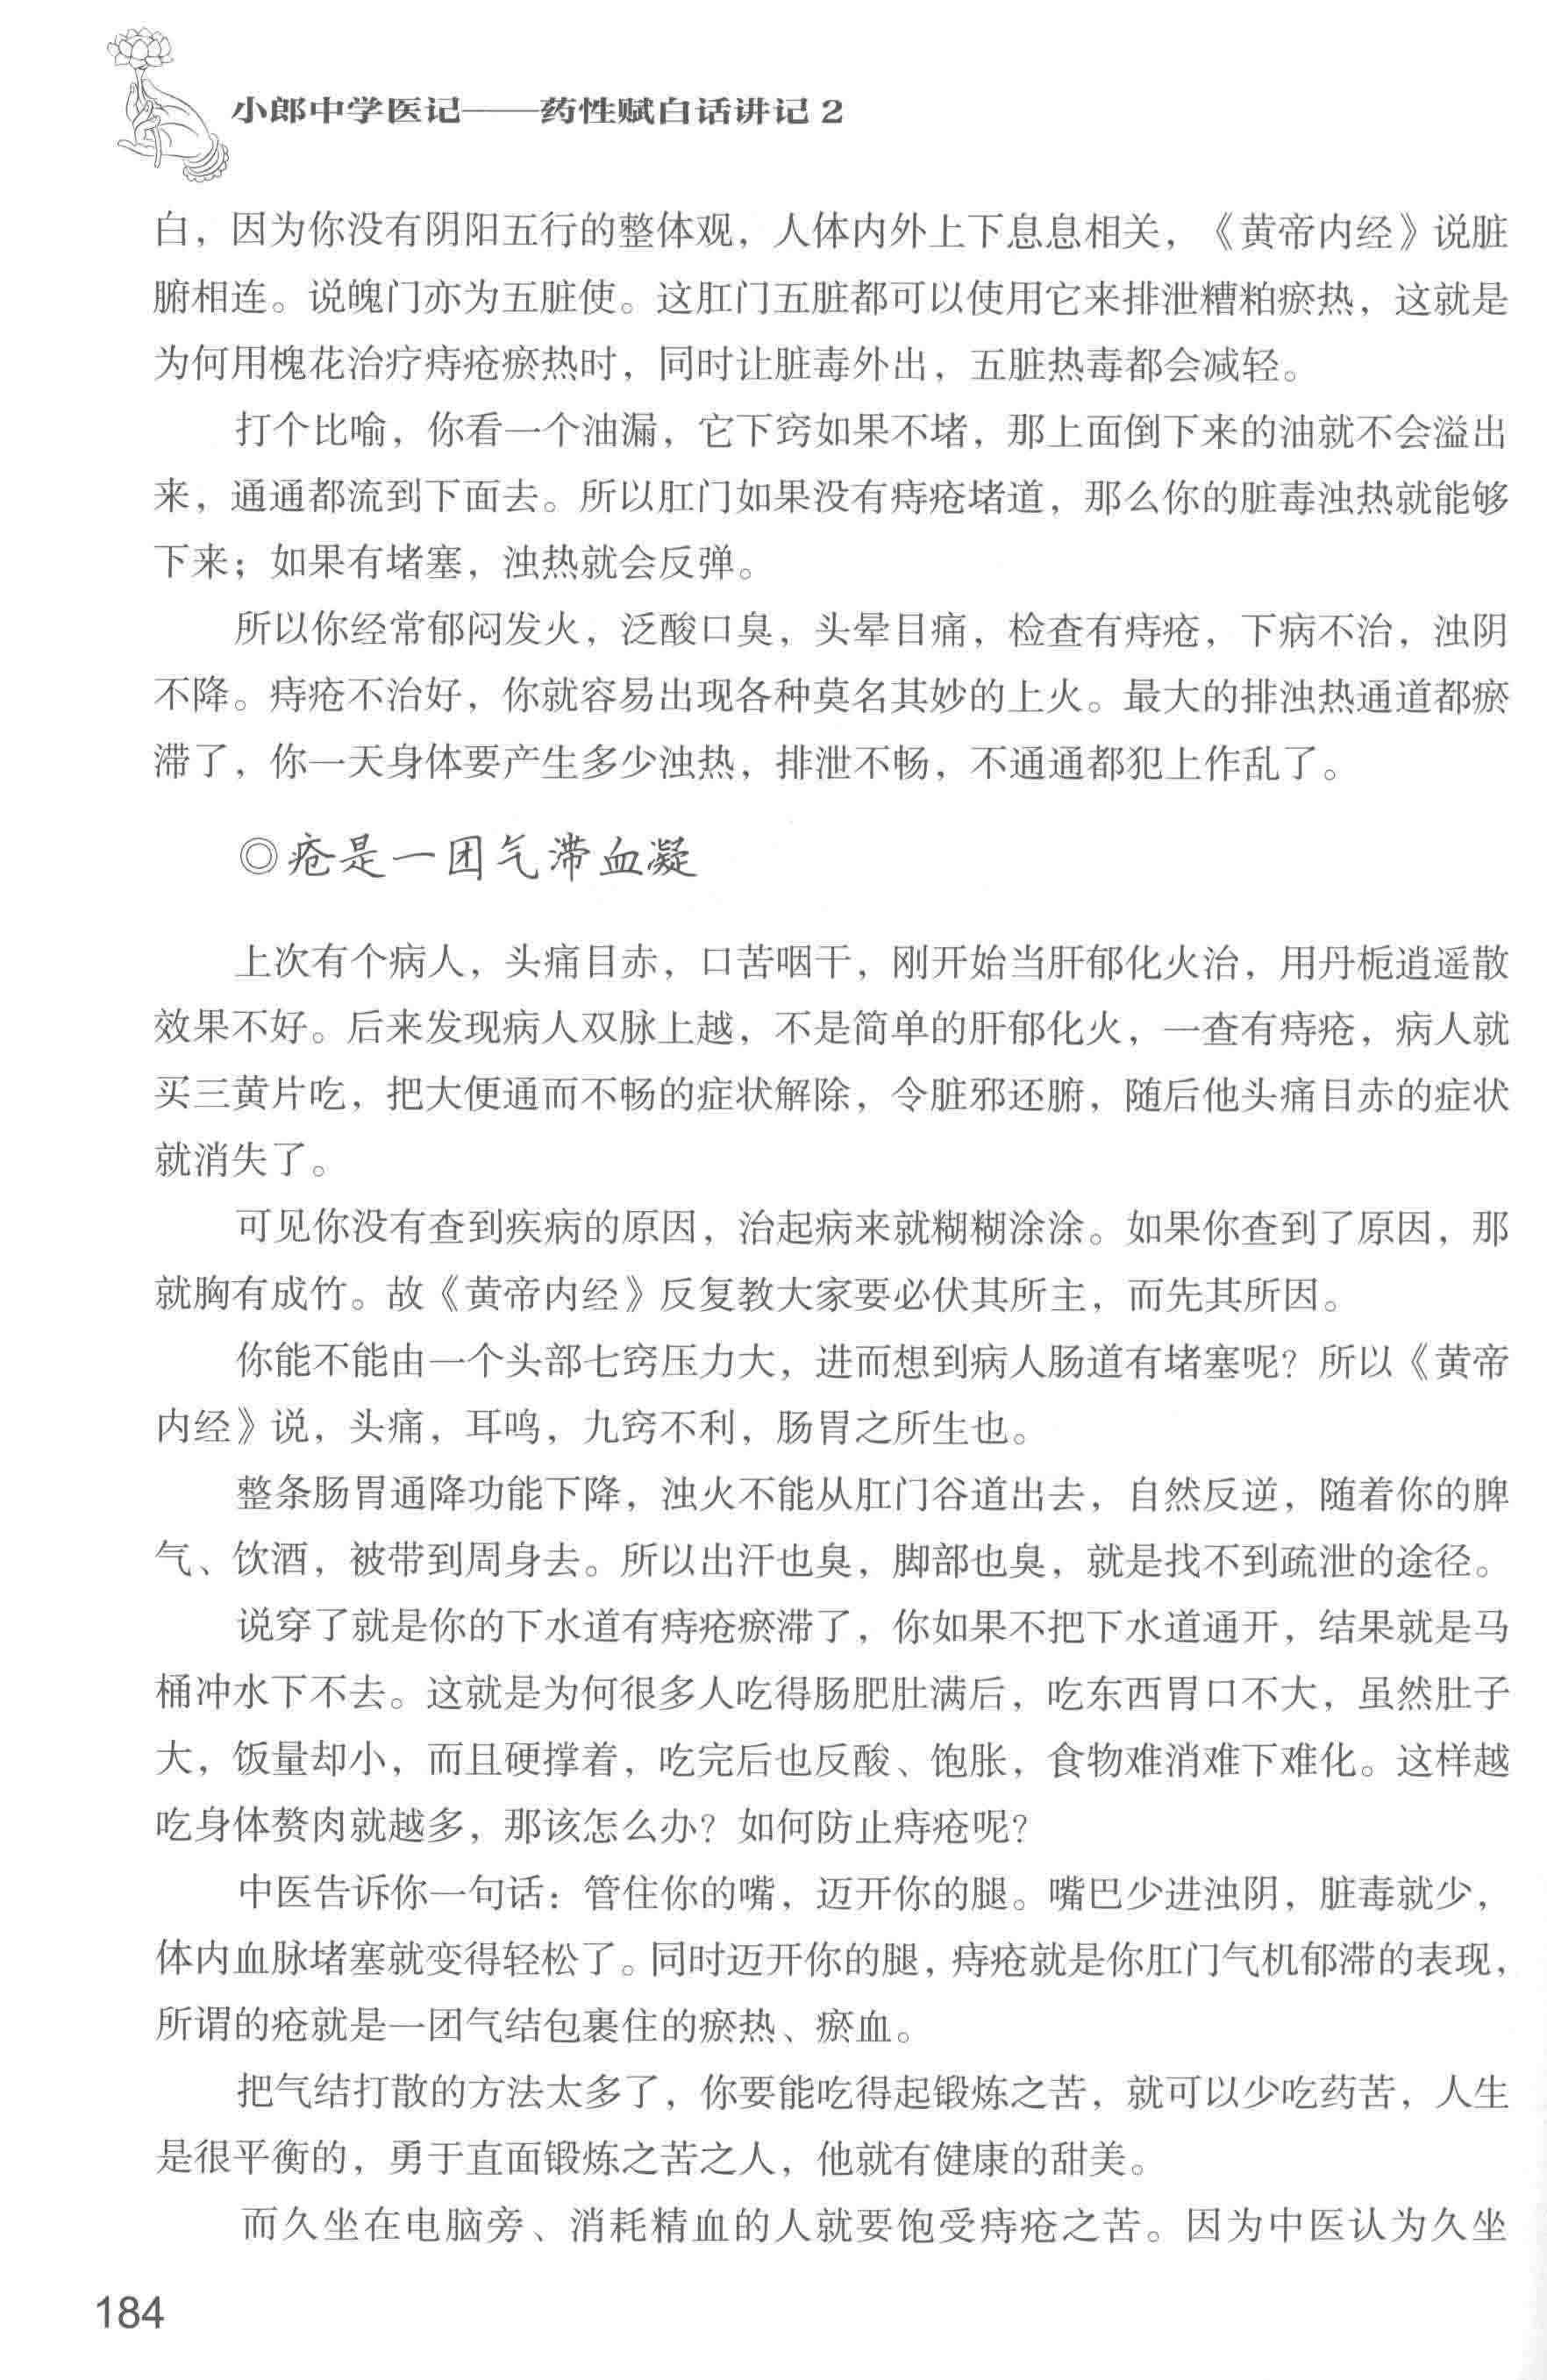 小郎中学医记——药性赋白话讲记2
白，因为你没有阴阳五行的整体观，人体内外上下息息相关，《黄帝内经》说脏
腑相连。说魄门亦为五脏使。这肛门五脏都可以使用它来排泄糟粕瘀热，这就是
为何用槐花治疗痔疮瘀热时，同时让脏毒外出，五脏热毒都会减轻。
打个比喻，你看一个油漏，它下窍如果不堵，那上面倒下来的油就不会溢出
来，通通都流到下面去。所以肛门如果没有痔疮堵道，那么你的脏毒浊热就能够
下来；如果有堵塞，浊热就会反弹。
所以你经常郁闷发火，泛酸口臭，头晕目痛，检查有痔疮，下病不治，浊阴
不降。痔疮不治好，你就容易出现各种莫名其妙的上火。最大的排浊热通道都瘀
滞了，你一天身体要产生多少浊热，排泄不畅，不通通都犯上作乱了。
◎疮是一团气滞血凝
上次有个病人，头痛目赤，口苦咽干，刚开始当肝郁化火治，用丹栀逍遥散
效果不好。后来发现病人双脉上越，不是简单的肝郁化火，一查有痔疮，病人就
买三黄片吃，把大便通而不畅的症状解除，令脏邪还腑，随后他头痛目赤的症状
就消失了。
可见你没有查到疾病的原因，治起病来就糊糊涂涂。如果你查到了原因，那
就胸有成竹。故《黄帝内经》反复教大家要必伏其所主，而先其所因。
你能不能由一个头部七窍压力大，进而想到病人肠道有堵塞呢？所以《黄帝
内经》说，头痛，耳鸣，九窍不利，肠胃之所生也。
整条肠胃通降功能下降，浊火不能从肛门谷道出去，自然反逆，随着你的脾
气、饮酒，被带到周身去。所以出汗也臭，脚部也臭，就是找不到疏泄的途径。
说穿了就是你的下水道有痔疮瘀滞了，你如果不把下水道通开，结果就是马
桶冲水下不去。这就是为何很多人吃得肠肥肚满后，吃东西胃口不大，虽然肚子
大，饭量却小，而且硬撑着，吃完后也反酸、饱胀，食物难消难下难化。这样越
吃身体赘肉就越多，那该怎么办？如何防止痔疮呢？
中医告诉你一句话：管住你的嘴，迈开你的腿。嘴巴少进浊阴，脏毒就少，
体内血脉堵塞就变得轻松了。同时迈开你的腿，痔疮就是你肛门气机郁滞的表现，
所谓的疮就是一团气结包裹住的瘀热、瘀血。
把气结打散的方法太多了，你要能吃得起锻炼之苦，就可以少吃药苦，人生
是很平衡的，勇于直面锻炼之苦之人，他就有健康的甜美。
而久坐在电脑旁、消耗精血的人就要饱受痔疮之苦。因为中医认为久坐
184